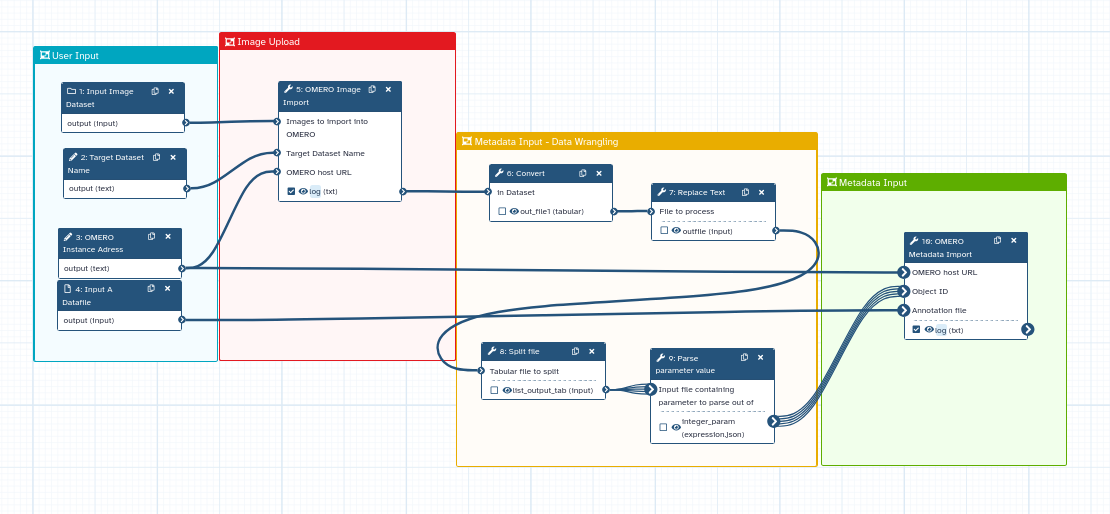 User Input
1: Input Image
Dataset
output (input)
2: Target Dataset
Name
output (text)
3: OMERO
Instance Adress
output (text)
4: Input A
Datafile
output (input)
Image Upload
5: OMERO Image
Import
Images to import into
OMERO
Target Dataset Name
OMERO host URL
log (txt)
Metadata Input - Data Wrangling
6: Convert
in Dataset
out_file1 (tabular)
7: Replace Text
File to process
outfile (input)
8: Split file
Tabular file to split
list_output_tab (input)
9: Parse
parameter value
Input file containing
parameter to parse out of
integer_param
(expression.json)
Metadata Input
10: OMERO
Metadata Import
OMERO host URL
Object ID
Annotation file
log (txt)